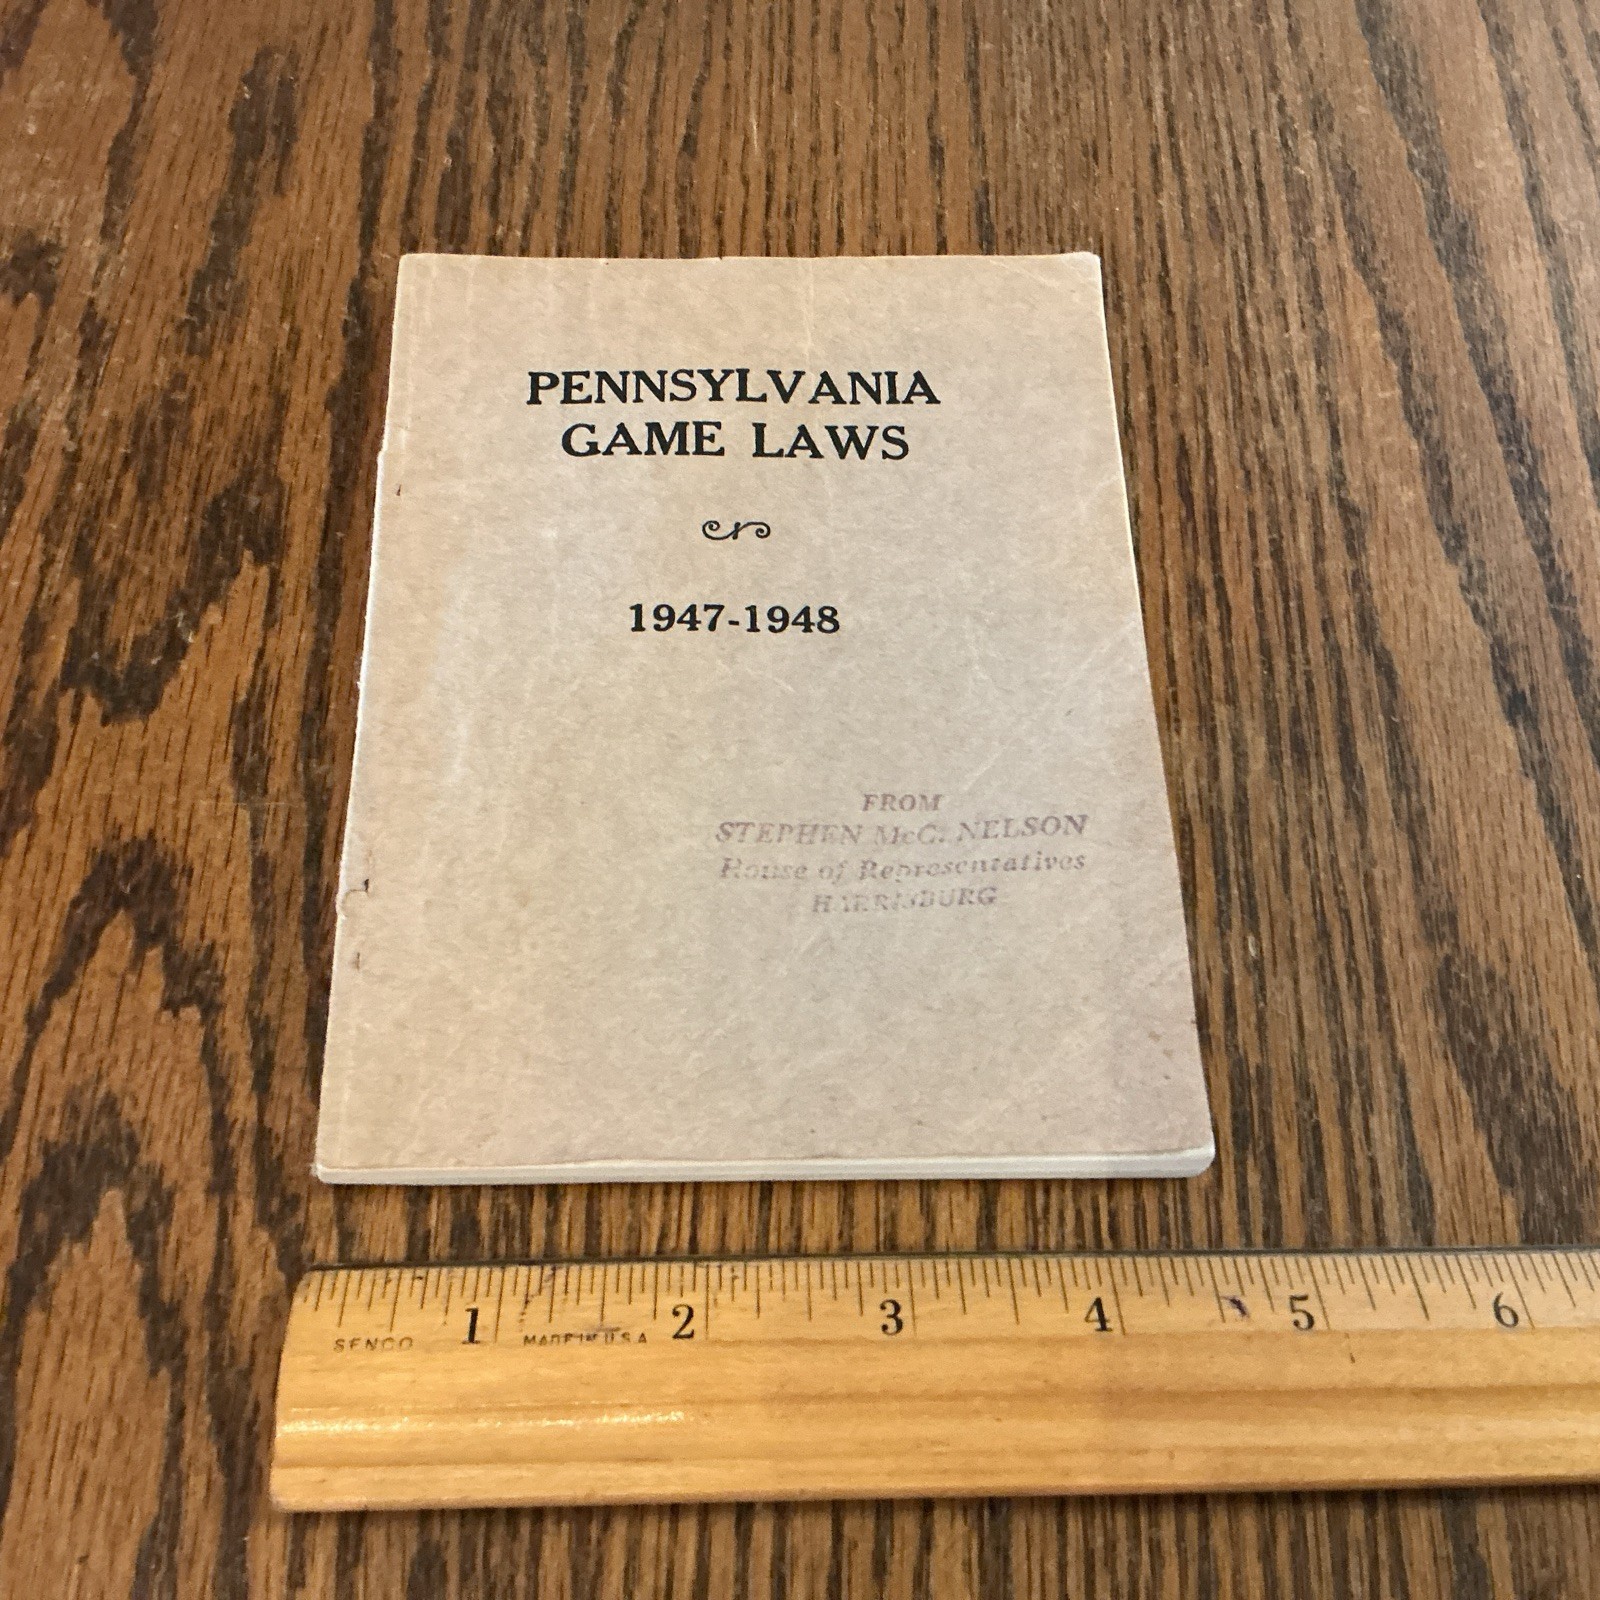 PENNSYLVANIA
GAME LAWS
1947-1948
FROM
STEPHEN McC. NELSON
House of Representatives
HARRISBURG
1 2 3 4 5 6
SENCO MADE IN U.S.A